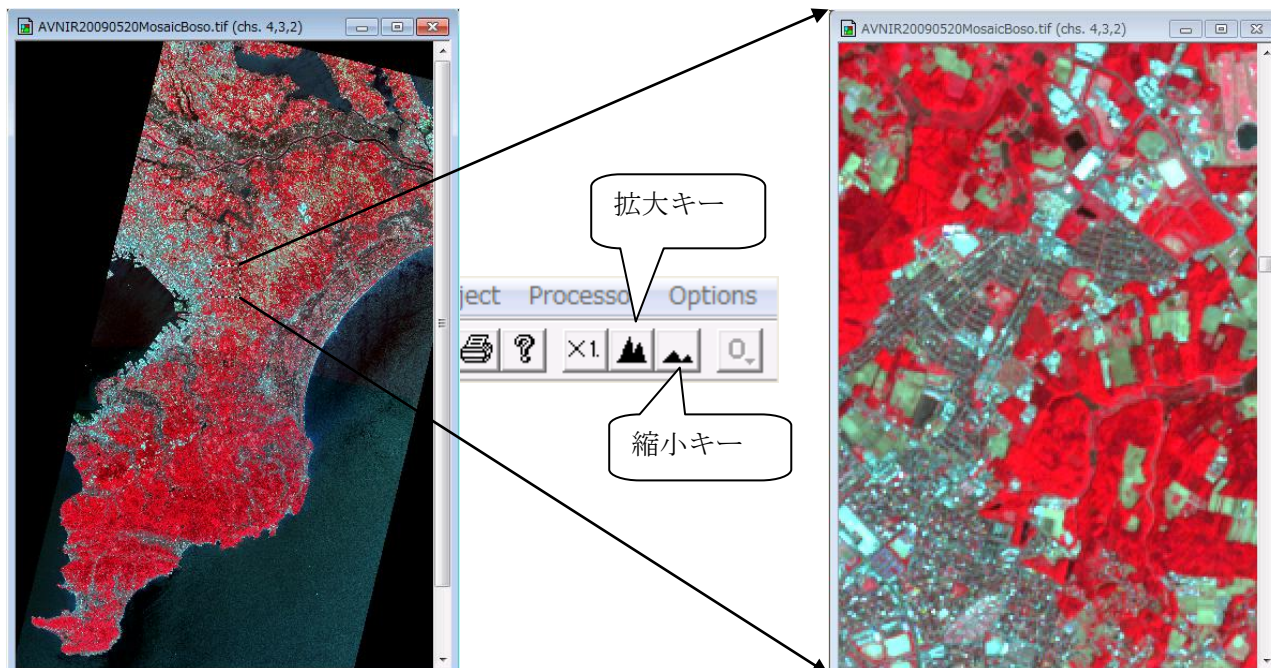 AVNIR20090520MosaicBoso.tif (chs. 4,3,2)
AVNIR20090520MosaicBoso.tif (chs. 4,3,2)
拡大キー
ject Processo Options
×1.
縮小キー